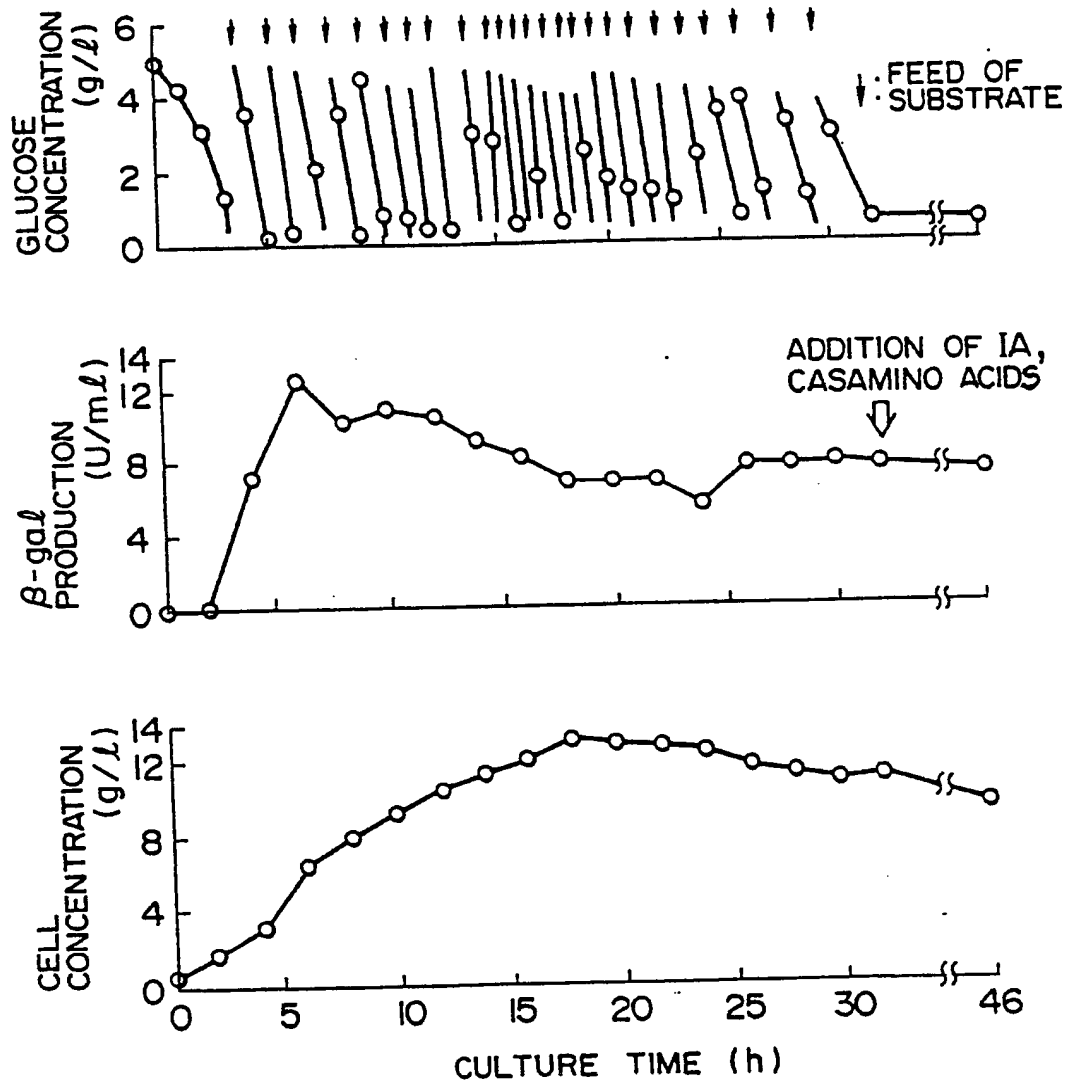 6
4
2
0
GLUCOSE
CONCENTRATION
(g/ℓ)
: FEED OF
SUBSTRATE
14
12
8
4
0
β-gal
PRODUCTION
(U/mℓ)
ADDITION OF IA,
CASAMINO ACIDS
14
12
8
4
0
CELL
CONCENTRATION
(g/ℓ)
0 5 10 15 20 25 30 46
CULTURE TIME (h)